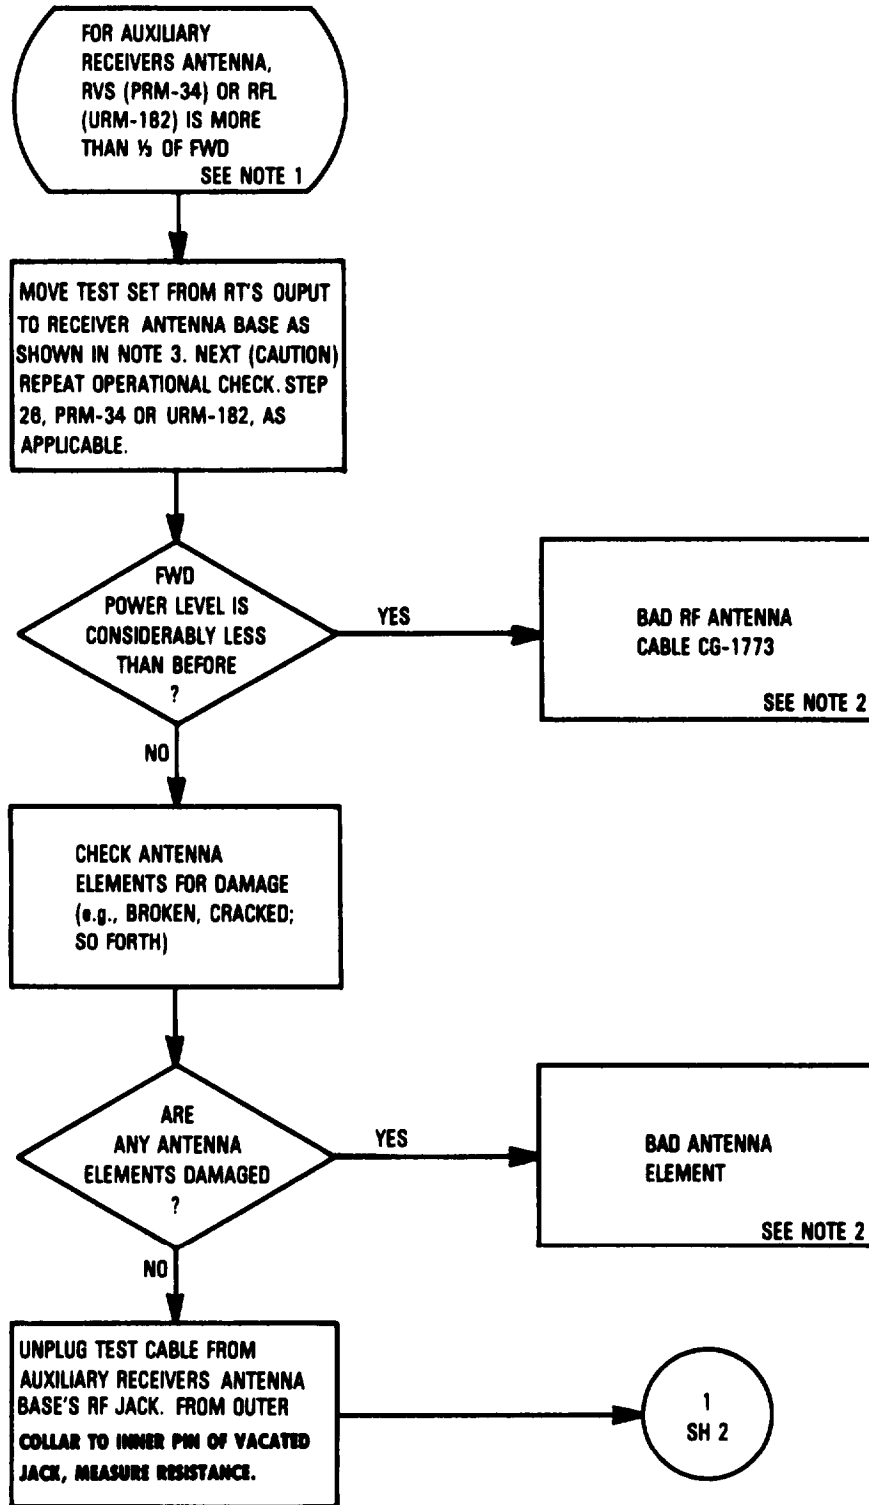 FOR AUXILIARY
RECEIVERS ANTENNA,
RVS (PRM-34) OR RFL
(URM-182) IS MORE
THAN ⅓ OF FWD
SEE NOTE 1
MOVE TEST SET FROM RT'S OUPUT
TO RECEIVER ANTENNA BASE AS
SHOWN IN NOTE 3. NEXT (CAUTION)
REPEAT OPERATIONAL CHECK. STEP
26, PRM-34 OR URM-182, AS
APPLICABLE.
FWD
POWER LEVEL IS
CONSIDERABLY LESS
THAN BEFORE
?
YES
BAD RF ANTENNA
CABLE CG-1773
SEE NOTE 2
NO
CHECK ANTENNA
ELEMENTS FOR DAMAGE
(e.g., BROKEN, CRACKED;
SO FORTH)
ARE
ANY ANTENNA
ELEMENTS DAMAGED
?
YES
BAD ANTENNA
ELEMENT
SEE NOTE 2
NO
UNPLUG TEST CABLE FROM
AUXILIARY RECEIVERS ANTENNA
BASE'S RF JACK. FROM OUTER
COLLAR TO INNER PIN OF VACATED
JACK, MEASURE RESISTANCE.
1
SH 2